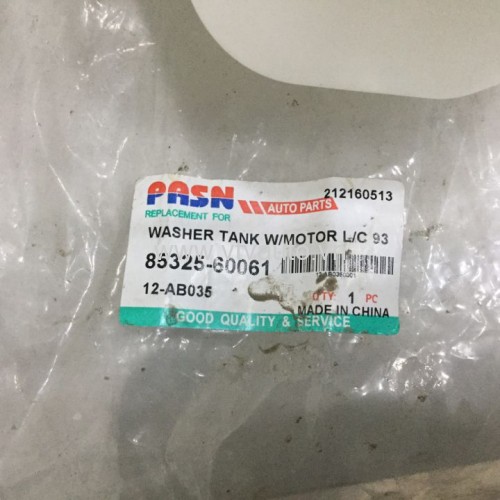 PASN AUTO PARTS 212160513
REPLACEMENT FOR
WASHER TANK W/MOTOR L/C 93
85325-60061
12-AB035
QTY: 1 PC
MADE IN CHINA
GOOD QUALITY & SERVICE